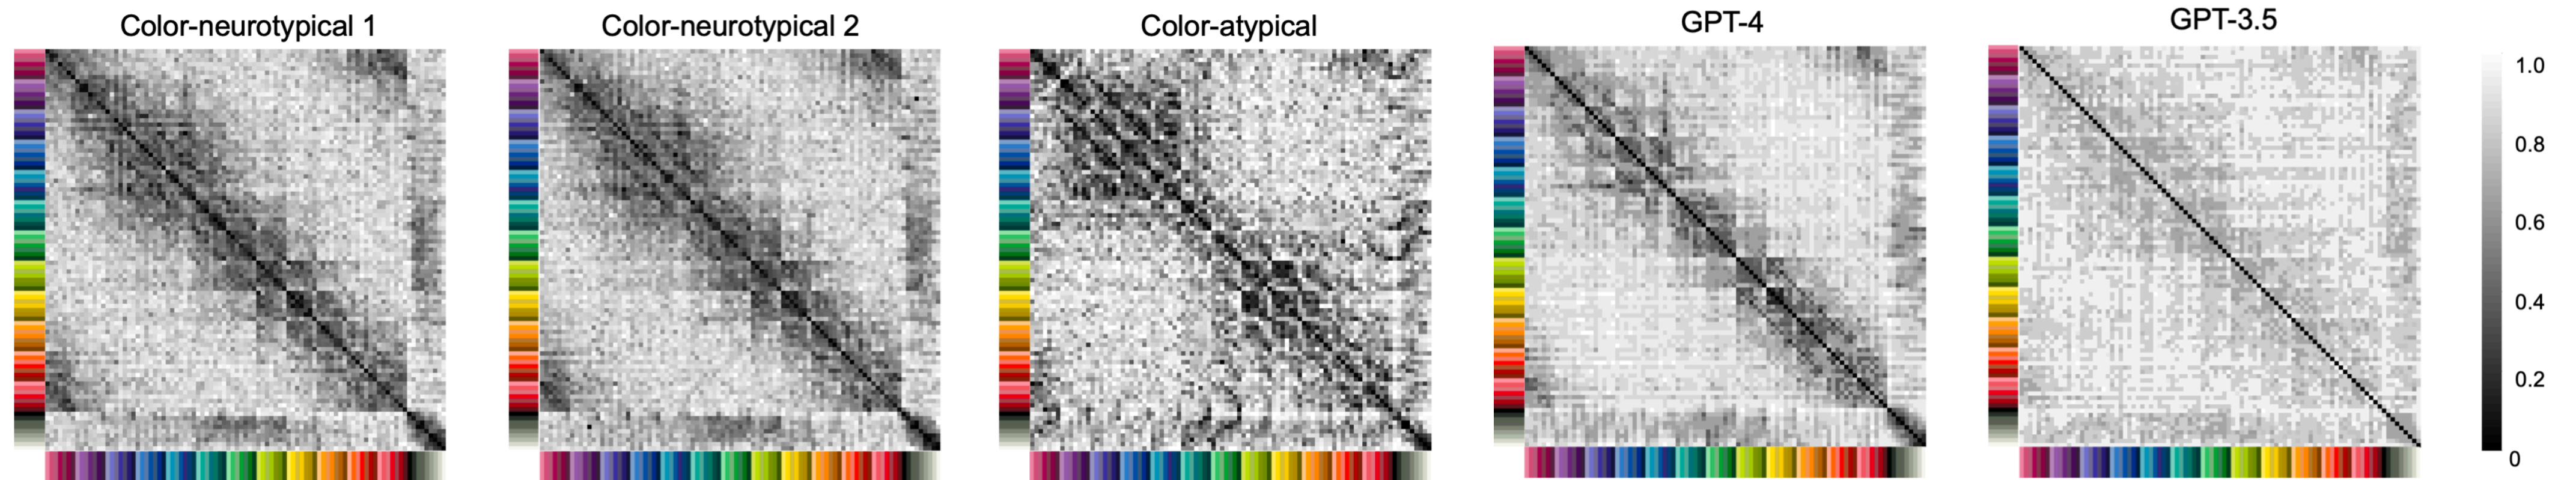 Color-neurotypical 1
Color-neurotypical 2
Color-atypical
GPT-4
GPT-3.5
1.0
0.8
0.6
0.4
0.2
0